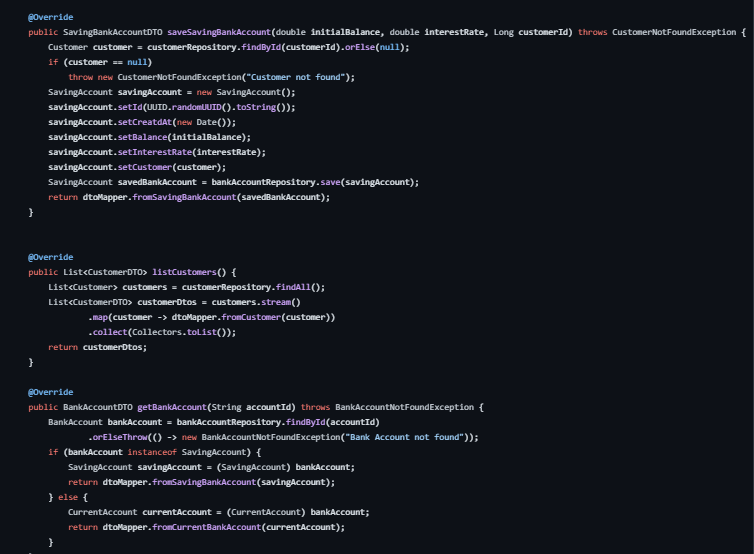 @Override
public SavingBankAccountDTO saveSavingBankAccount(double initialBalance, double interestRate, Long customerId) throws CustomerNotFoundException {
    Customer customer = customerRepository.findById(customerId).orElse(null);
    if (customer == null)
        throw new CustomerNotFoundException("Customer not found");
    SavingAccount savingAccount = new SavingAccount();
    savingAccount.setId(UUID.randomUUID().toString());
    savingAccount.setCreatdAt(new Date());
    savingAccount.setBalance(initialBalance);
    savingAccount.setInterestRate(interestRate);
    savingAccount.setCustomer(customer);
    SavingAccount savedBankAccount = bankAccountRepository.save(savingAccount);
    return dtoMapper.fromSavingBankAccount(savedBankAccount);
}
@Override
public List<CustomerDTO> listCustomers() {
    List<Customer> customers = customerRepository.findAll();
    List<CustomerDTO> customerDtos = customers.stream()
            .map(customer -> dtoMapper.fromCustomer(customer))
            .collect(Collectors.toList());
    return customerDtos;
}
@Override
public BankAccountDTO getBankAccount(String accountId) throws BankAccountNotFoundException {
    BankAccount bankAccount = bankAccountRepository.findById(accountId)
            .orElseThrow(() -> new BankAccountNotFoundException("Bank Account not found"));
    if (bankAccount instanceof SavingAccount) {
        SavingAccount savingAccount = (SavingAccount) bankAccount;
        return dtoMapper.fromSavingBankAccount(savingAccount);
    } else {
        CurrentAccount currentAccount = (CurrentAccount) bankAccount;
        return dtoMapper.fromCurrentBankAccount(currentAccount);
    }